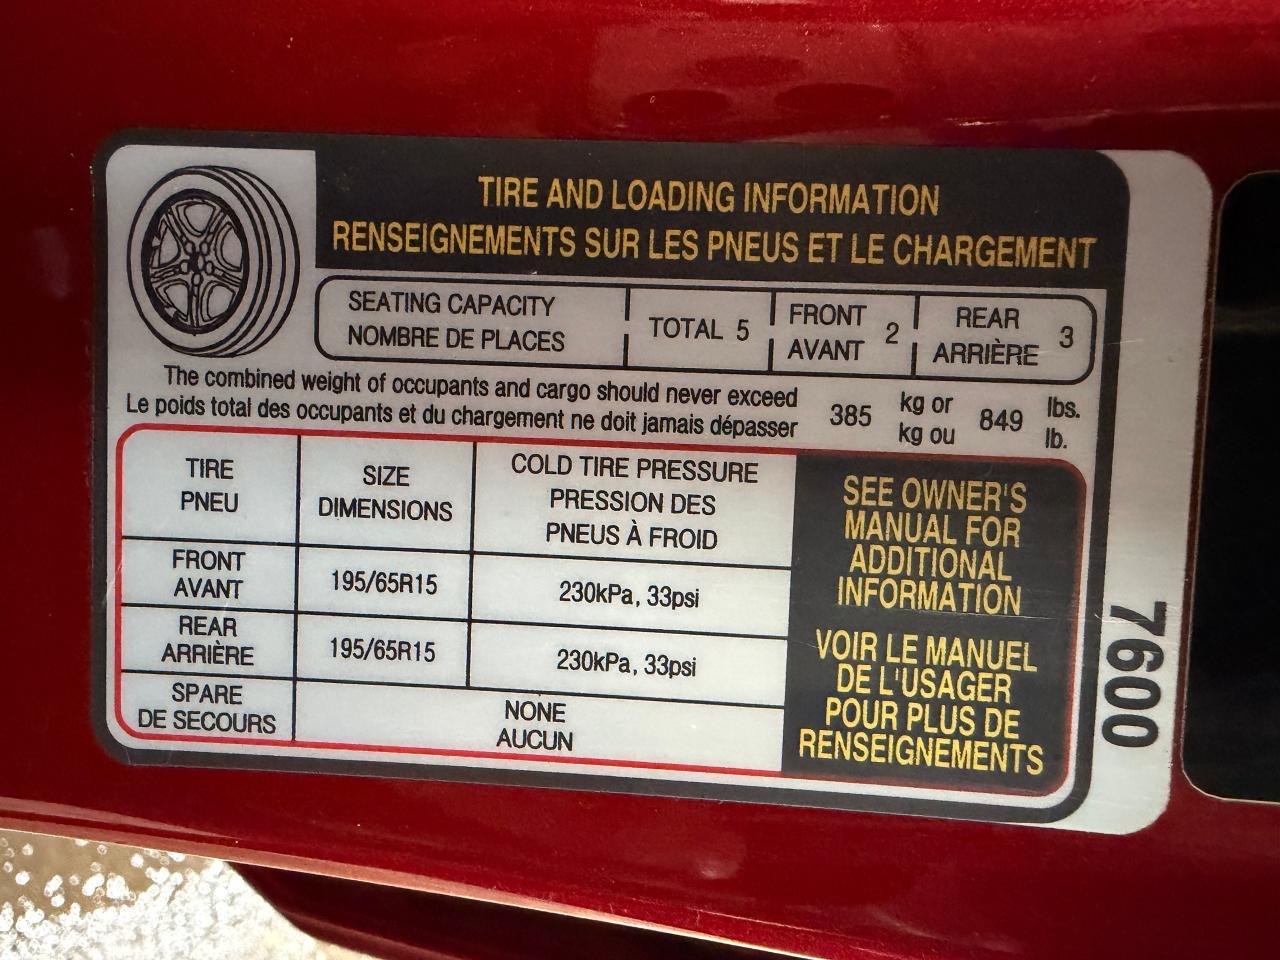 TIRE AND LOADING INFORMATION
RENSEIGNEMENTS SUR LES PNEUS ET LE CHARGEMENT
SEATING CAPACITY
NOMBRE DE PLACES
TOTAL 5
FRONT
AVANT
2
REAR
ARRIÈRE
3
The combined weight of occupants and cargo should never exceed
Le poids total des occupants et du chargement ne doit jamais dépasser
385
kg or
kg ou
849
lbs.
lb.
TIRE
PNEU
SIZE
DIMENSIONS
COLD TIRE PRESSURE
PRESSION DES
PNEUS À FROID
FRONT
AVANT
195/65R15
230kPa, 33psi
REAR
ARRIÈRE
195/65R15
230kPa, 33psi
SPARE
DE SECOURS
NONE
AUCUN
SEE OWNER'S
MANUAL FOR
ADDITIONAL
INFORMATION
VOIR LE MANUEL
DE L'USAGER
POUR PLUS DE
RENSEIGNEMENTS
7600